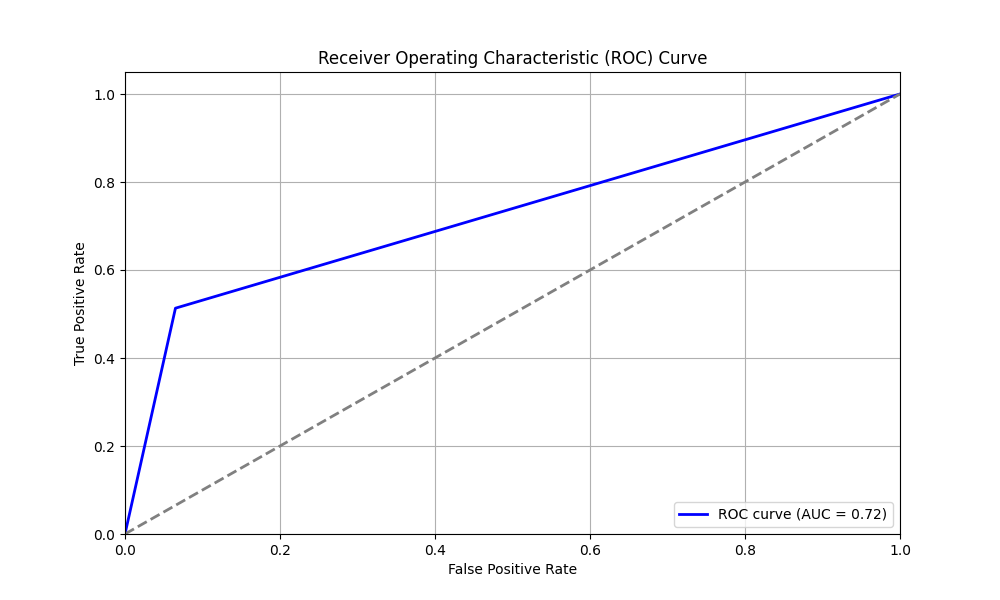 Receiver Operating Characteristic (ROC) Curve
1.0
0.8
0.6
0.4
0.2
0.0
True Positive Rate
ROC curve (AUC = 0.72)
0.0 0.2 0.4 0.6 0.8 1.0
False Positive Rate